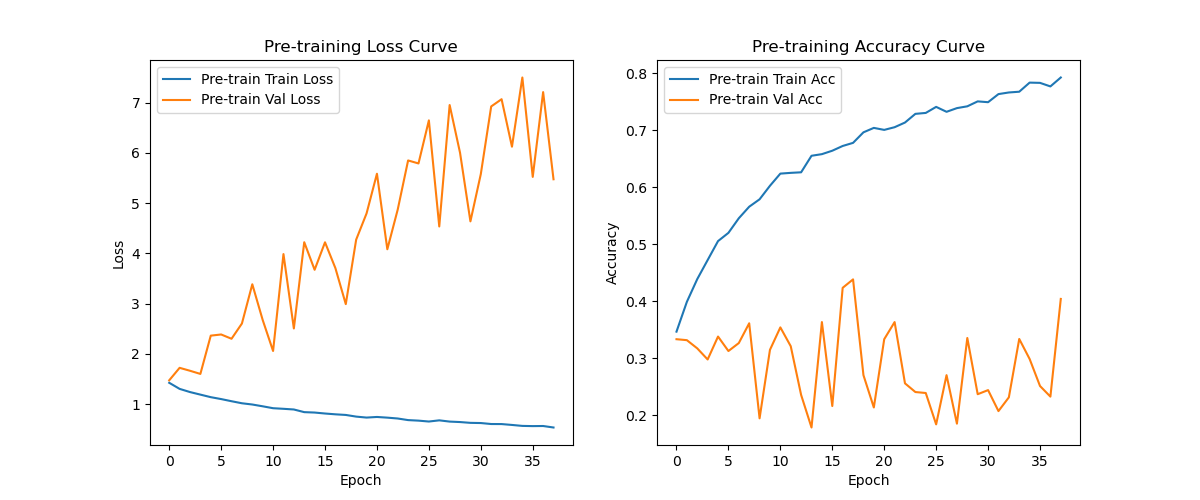 Pre-training Loss Curve
Pre-train Train Loss
Pre-train Val Loss
7
6
5
4
3
2
1
Loss
0 5 10 15 20 25 30 35
Epoch
Pre-training Accuracy Curve
Pre-train Train Acc
Pre-train Val Acc
0.8
0.7
0.6
0.5
0.4
0.3
0.2
Accuracy
0 5 10 15 20 25 30 35
Epoch